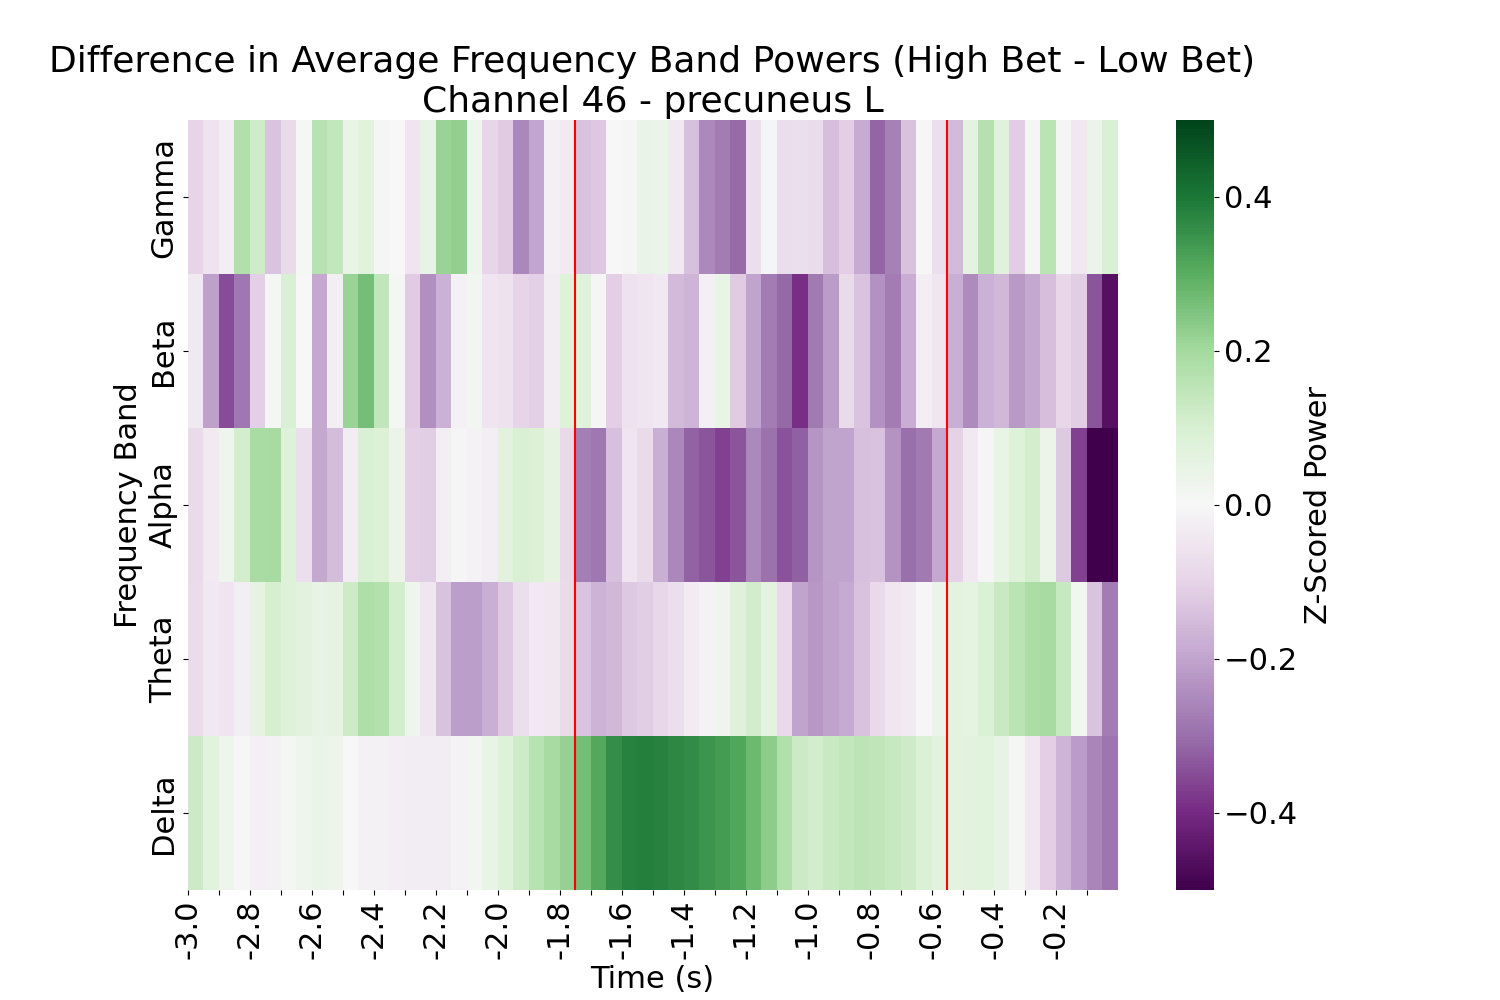 Difference in Average Frequency Band Powers (High Bet - Low Bet)
Channel 46 - precuneus L
Frequency Band
Gamma
Beta
Alpha
Theta
Delta
-3.0
-2.8
-2.6
-2.4
-2.2
-2.0
-1.8
-1.6
-1.4
-1.2
-1.0
-0.8
-0.6
-0.4
-0.2
Time (s)
0.4
0.2
0.0
−0.2
−0.4
Z-Scored Power